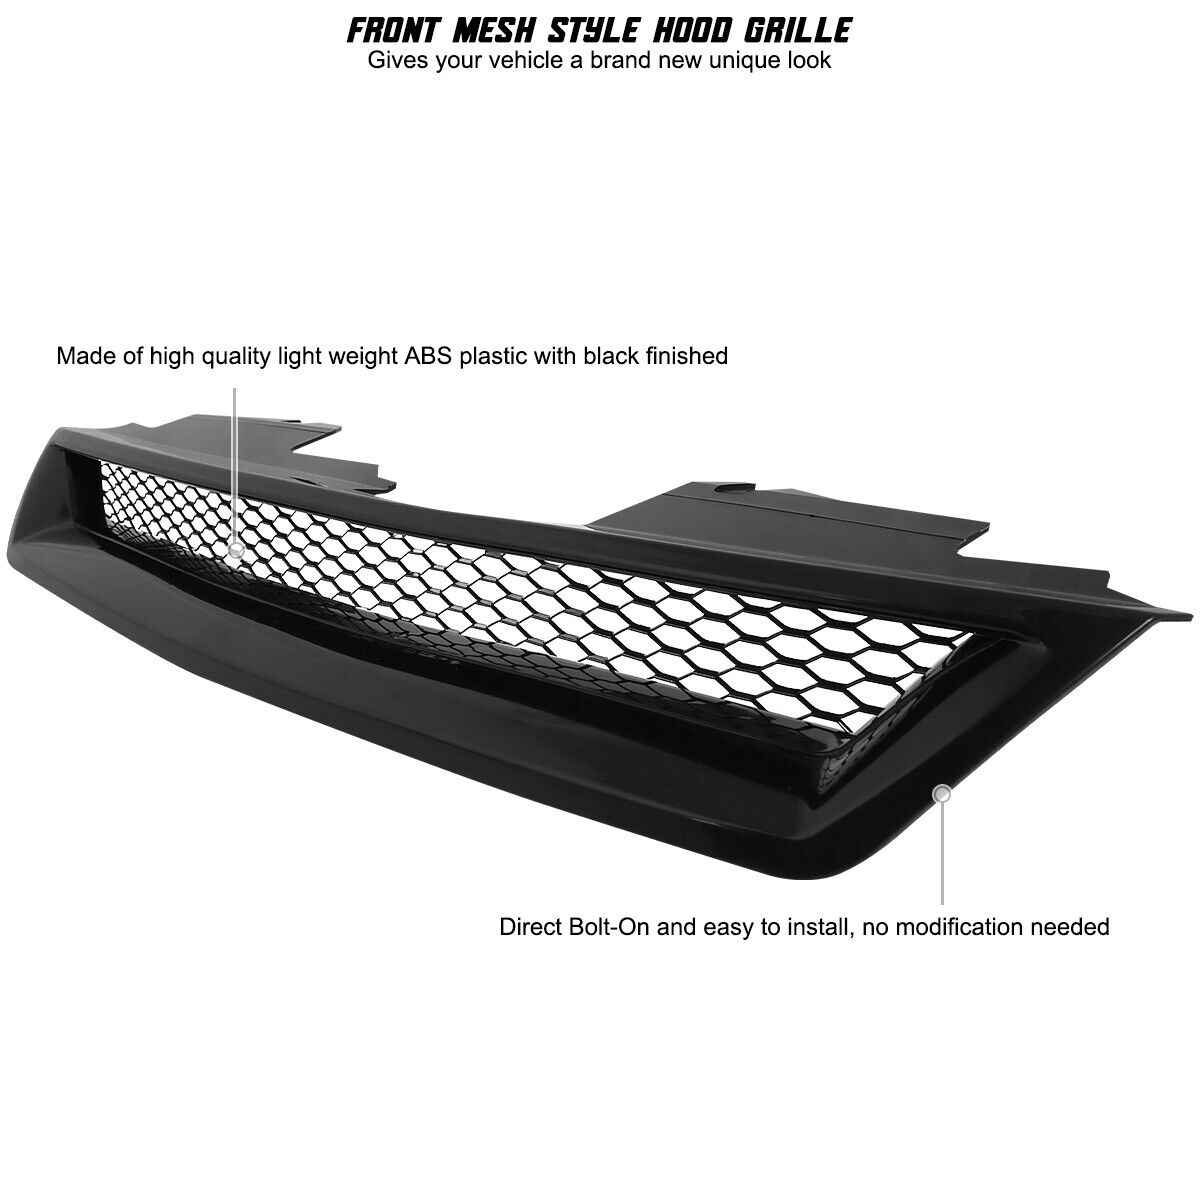 FRONT MESH STYLE HOOD GRILLE
Gives your vehicle a brand new unique look
Made of high quality light weight ABS plastic with black finished
Direct Bolt-On and easy to install, no modification needed